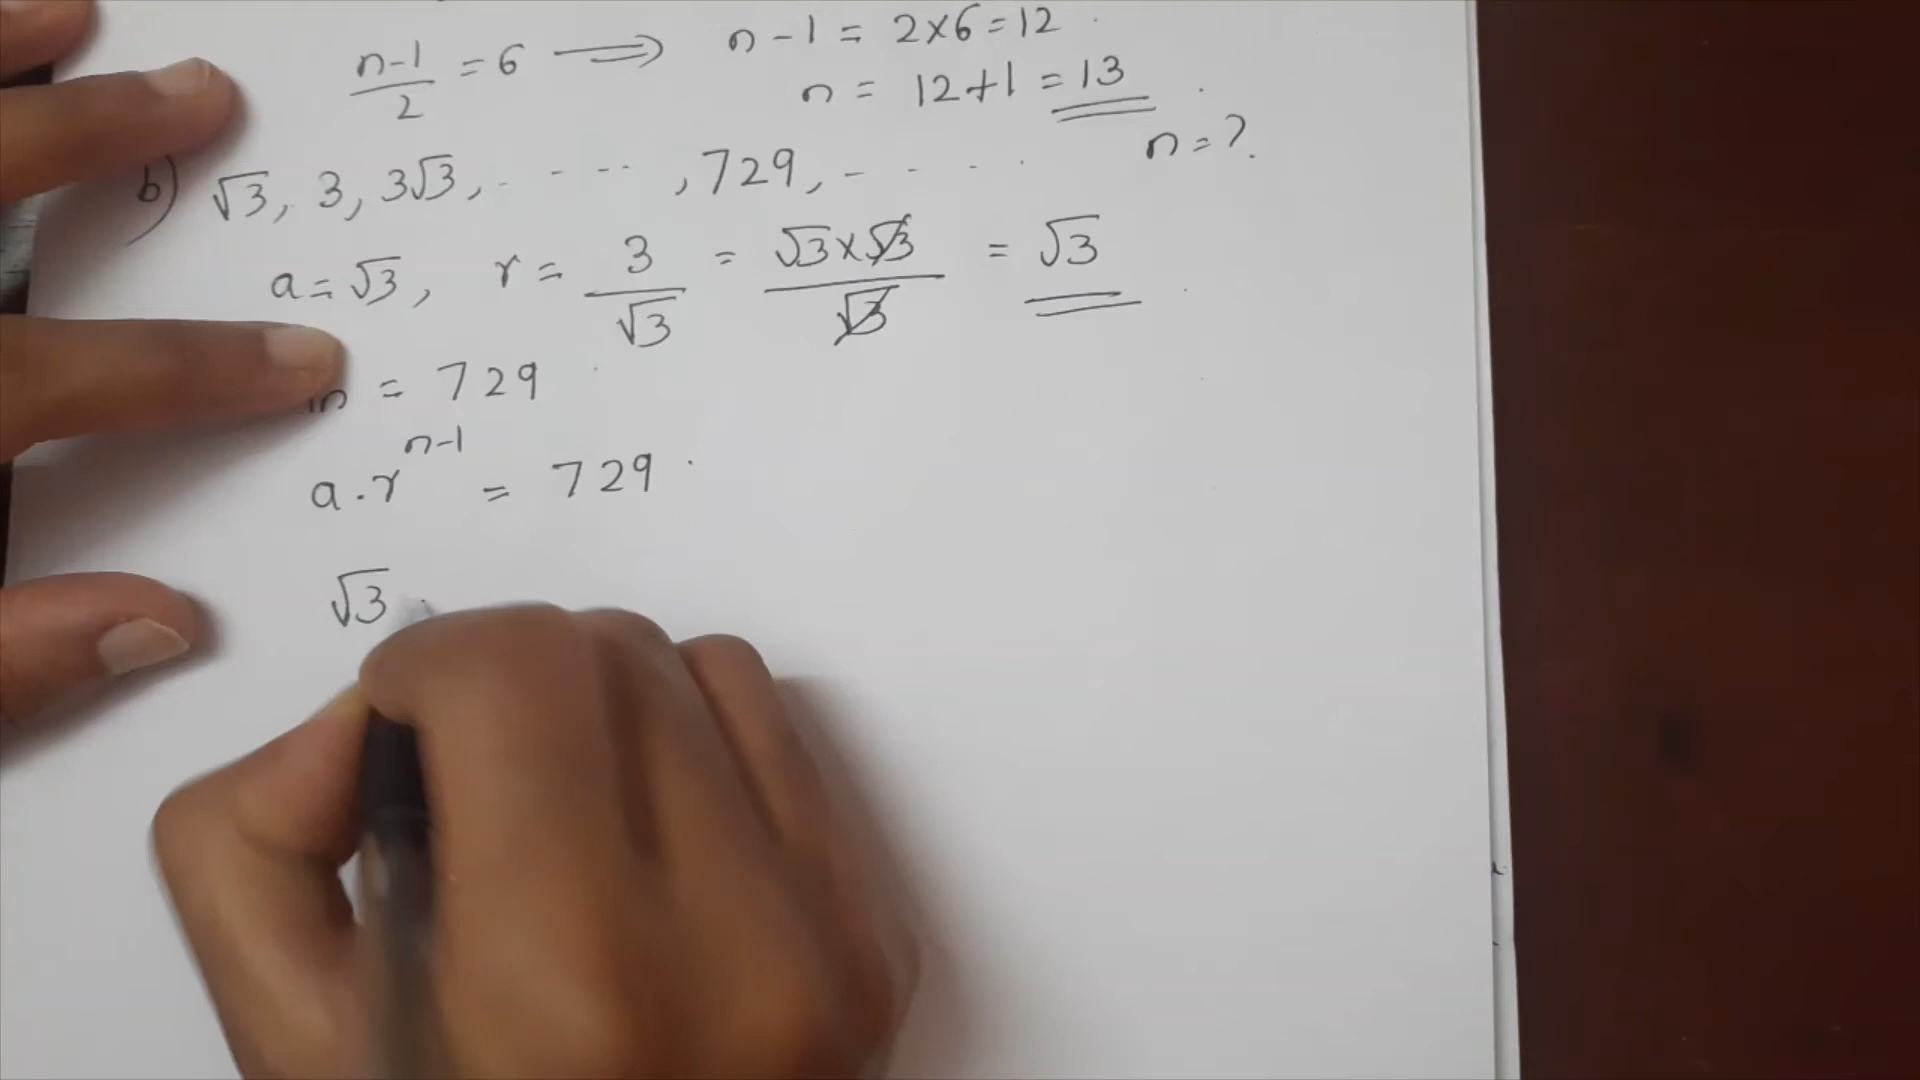 (n-1)/2 = 6 ⟹ n-1 = 2×6=12
n = 12+1 = 13
n=?
b) √3, 3, 3√3, - - - - - , 729, - - - -
a=√3, r = 3/√3 = (√3×√3)/√3 = √3
n = 729
a.r^(n-1) = 729
√3